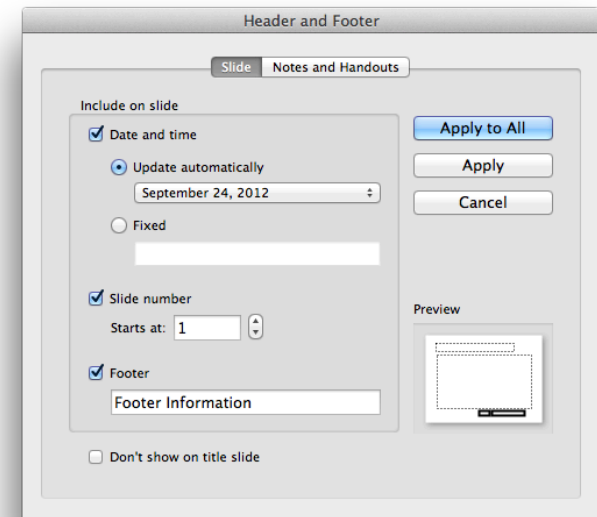 Header and Footer
Slide Notes and Handouts
Include on slide
Date and time
Update automatically
September 24, 2012
Fixed
Slide number
Starts at: 1
Footer
Footer Information
Don't show on title slide
Apply to All
Apply
Cancel
Preview